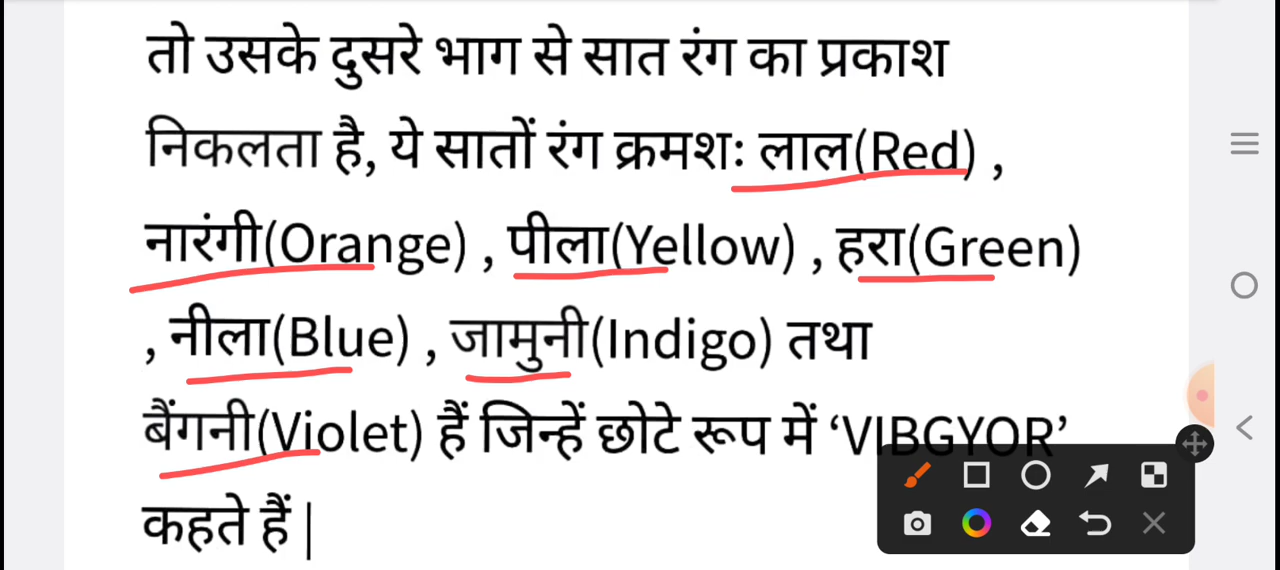 तो उसके दुसरे भाग से सात रंग का प्रकाश
निकलता है, ये सातों रंग क्रमशः लाल(Red) ,
नारंगी(Orange) , पीला(Yellow) , हरा(Green)
, नीला(Blue) , जामुनी(Indigo) तथा
बैंगनी(Violet) हैं जिन्हें छोटे रूप में ‘VIBGYOR’
कहते हैं |